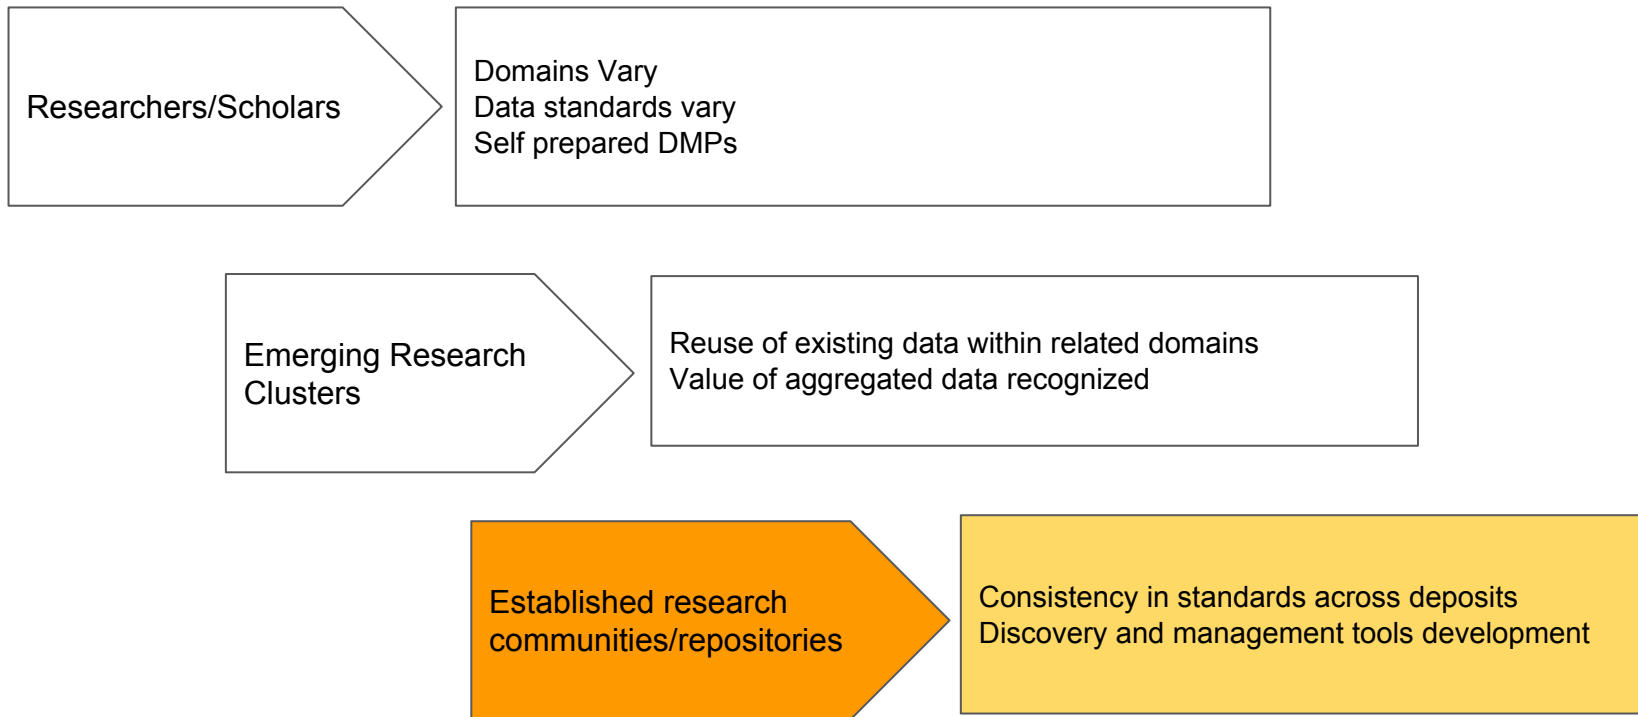 Researchers/Scholars
Domains Vary
Data standards vary
Self prepared DMPs
Emerging Research
Clusters
Reuse of existing data within related domains
Value of aggregated data recognized
Established research
communities/repositories
Consistency in standards across deposits
Discovery and management tools development